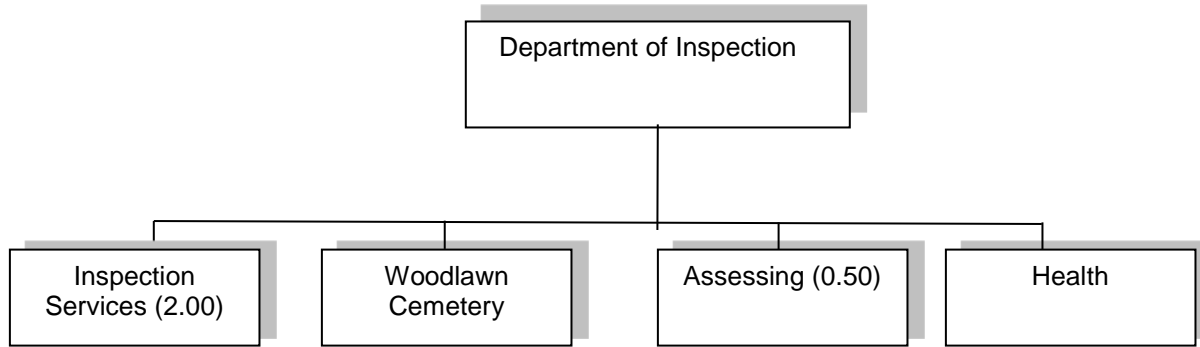 Department of Inspection
Inspection
Services (2.00)
Woodlawn
Cemetery
Assessing (0.50)
Health